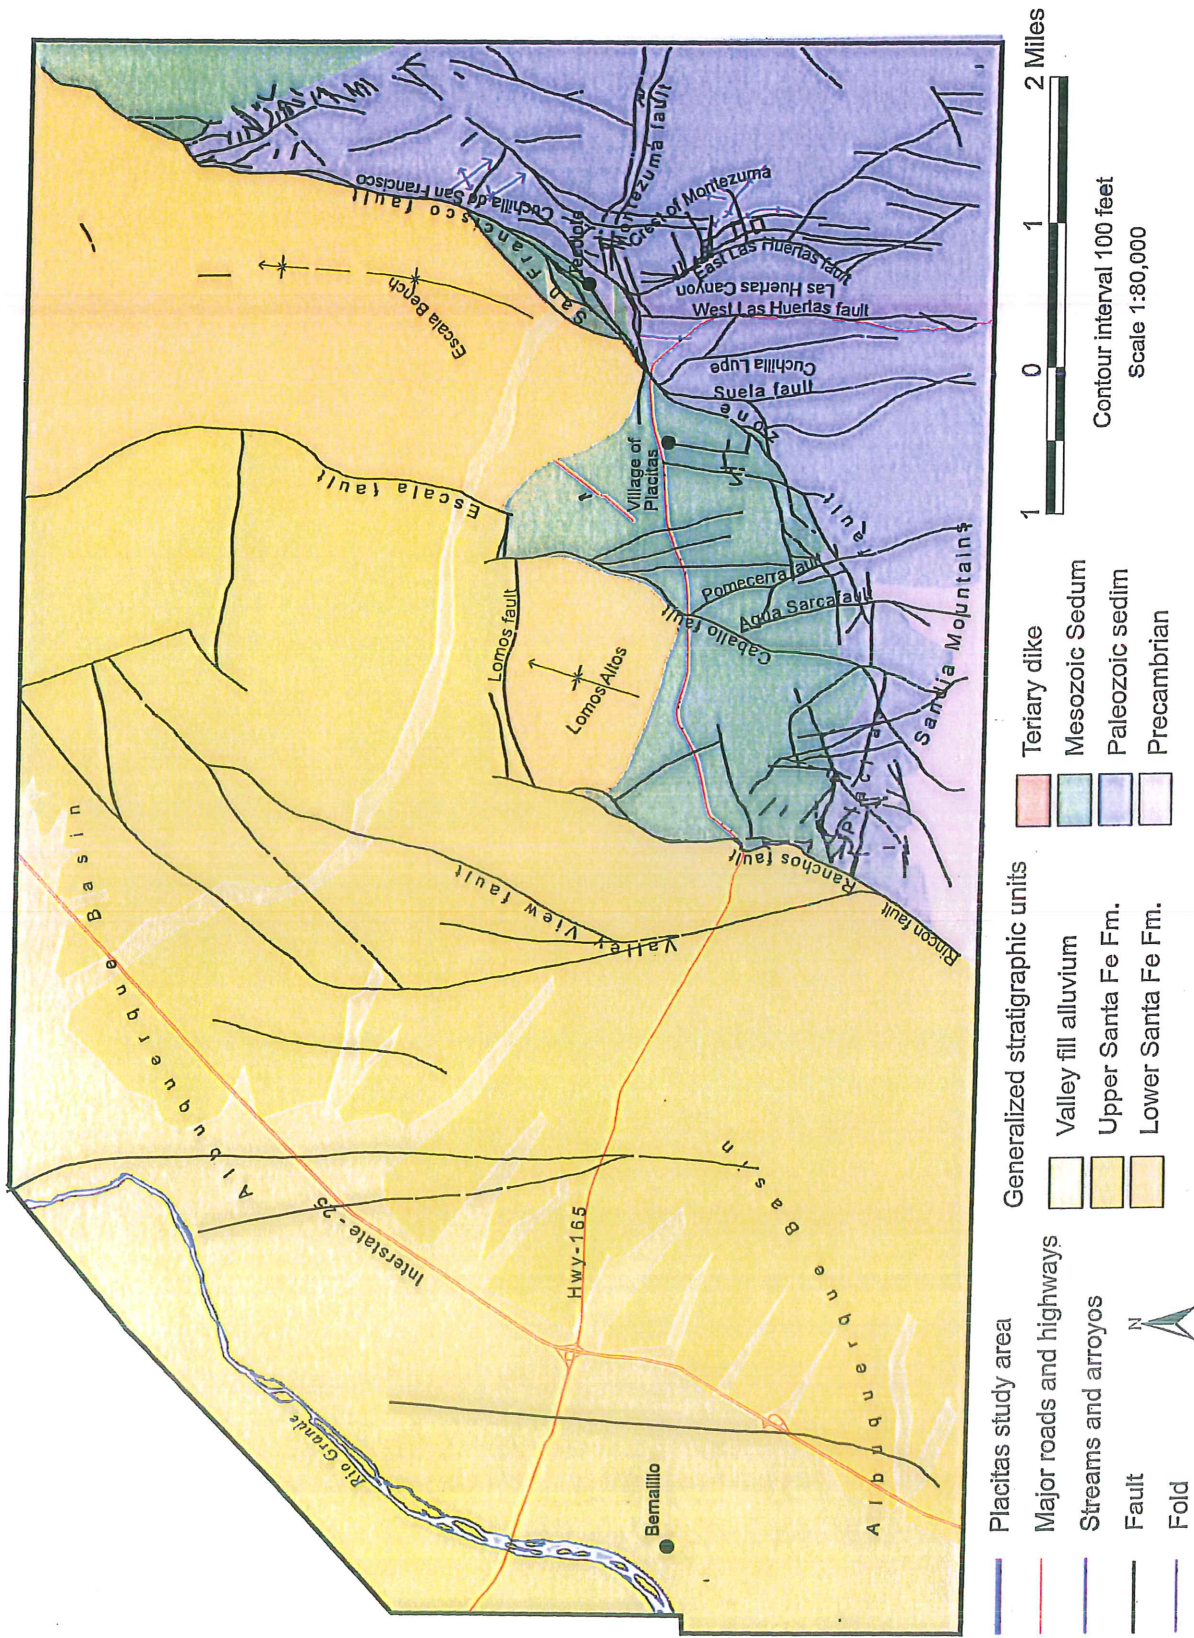 Albuquerque Basin
Interstate - 25
Rio Grande
Bernalillo
Hwy-165
Albuquerque Basin
Valley View fault
Escala fault
Escala Bench
Lomos fault
Lomos Altos
San Francisco fault
Cuchilla de San Francisco
Tecolote
Montezuma fault
Crest of Montezuma
East Las Huertas fault
Las Huertas Canyon
West Las Huertas fault
Cuchilla Lupe
Suela fault
Village of
Placitas
Pomecerra fault
Agua Sarca fault
Caballo fault
Ranchos fault
Rincon fault
Placitas fault zone
Sandia Mountains
Placitas study area
Major roads and highways
Streams and arroyos
Fault
Fold
N
Generalized stratigraphic units
Valley fill alluvium
Upper Santa Fe Fm.
Lower Santa Fe Fm.
Teriary dike
Mesozoic Sedum
Paleozoic sedim
Precambrian
1 0 1 2 Miles
Contour interval 100 feet
Scale 1:80,000